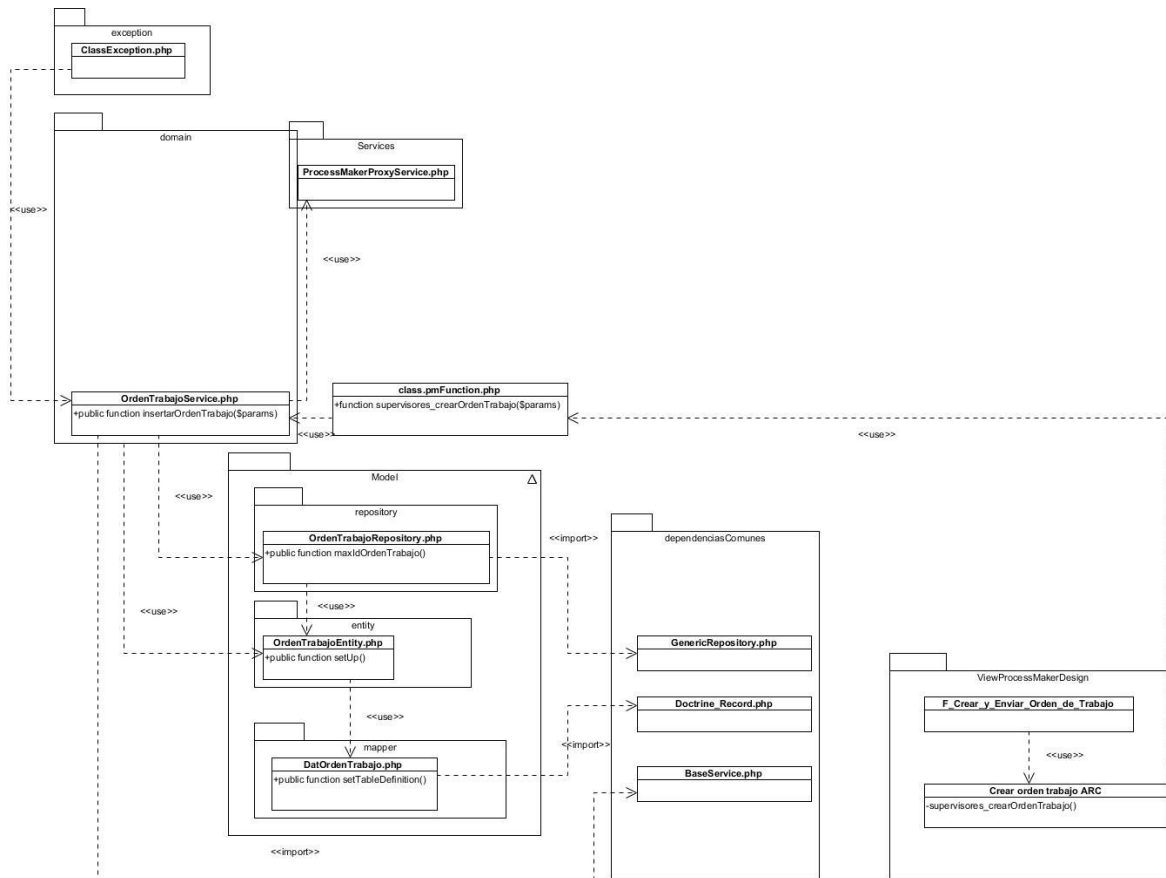 exception
ClassException.php
domain
Services
ProcessMakerProxyService.php
<<use>>
<<use>>
OrdenTrabajoService.php
+public function insertarOrdenTrabajo($params)
class.pmFunction.php
+function supervisores_crearOrdenTrabajo($params)
<<use>>
<<use>>
Model
<<use>>
repository
OrdenTrabajoRepository.php
+public function maxIdOrdenTrabajo()
<<import>>
dependenciasComunes
<<use>>
<<use>>
entity
OrdenTrabajoEntity.php
+public function setUp()
GenericRepository.php
ViewProcessMakerDesign
F_Crear_y_Enviar_Orden_de_Trabajo
Doctrine_Record.php
<<use>>
mapper
<<import>>
<<use>>
DatOrdenTrabajo.php
+public function setTableDefinition()
BaseService.php
Crear orden trabajo ARC
-supervisores_crearOrdenTrabajo()
<<import>>